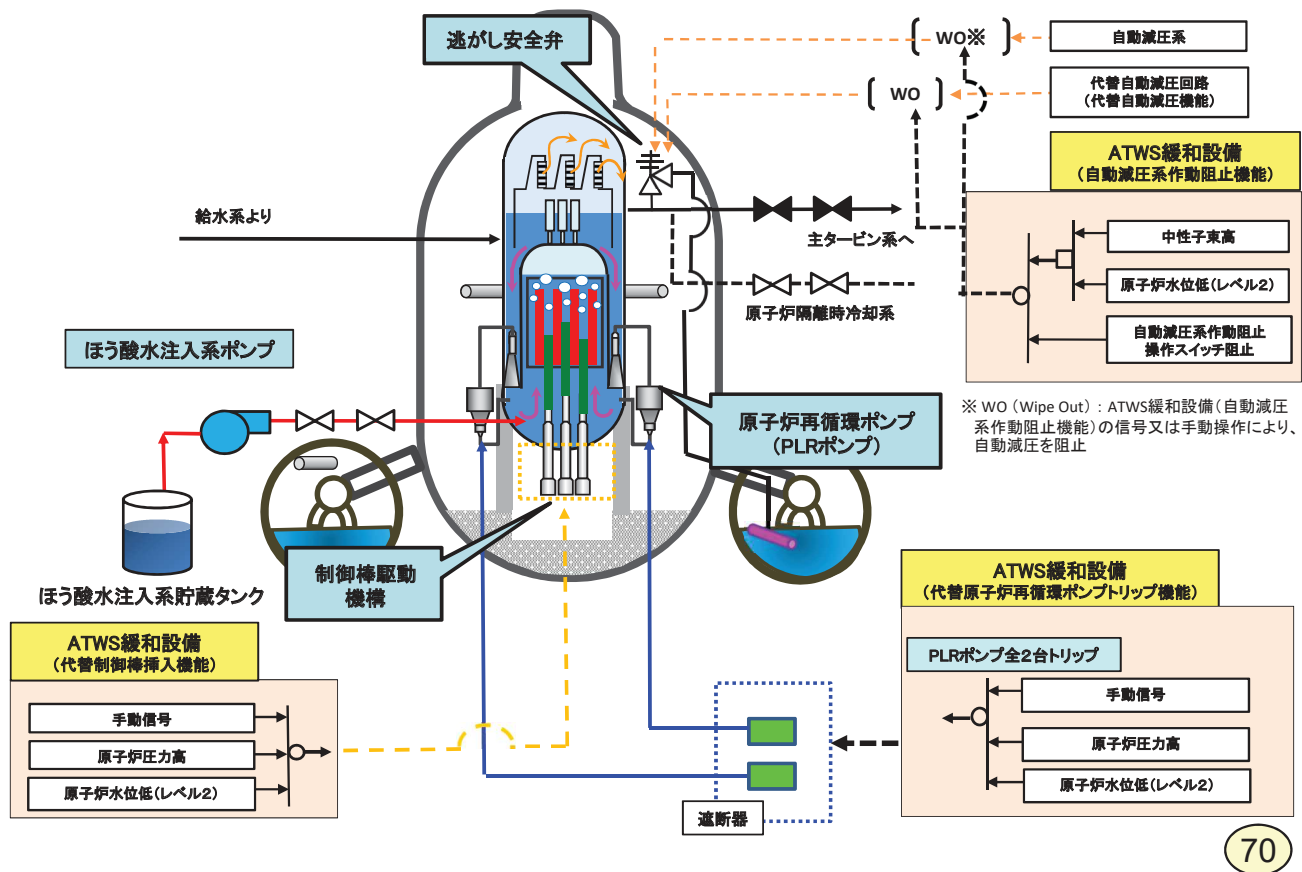 逃がし安全弁
WO※
自動減圧系
WO
代替自動減圧回路
(代替自動減圧機能)
ATWS緩和設備
(自動減圧系作動阻止機能)
中性子束高
原子炉水位低(レベル2)
自動減圧系作動阻止
操作スイッチ阻止
給水系より
主タービン系へ
原子炉隔離時冷却系
ほう酸水注入系ポンプ
※ WO (Wipe Out) : ATWS緩和設備(自動減圧
系作動阻止機能)の信号又は手動操作により、
自動減圧を阻止
原子炉再循環ポンプ
(PLRポンプ)
制御棒駆動
機構
ほう酸水注入系貯蔵タンク
ATWS緩和設備
(代替制御棒挿入機能)
手動信号
原子炉圧力高
原子炉水位低(レベル2)
遮断器
ATWS緩和設備
(代替原子炉再循環ポンプトリップ機能)
PLRポンプ全2台トリップ
手動信号
原子炉圧力高
原子炉水位低(レベル2)
70